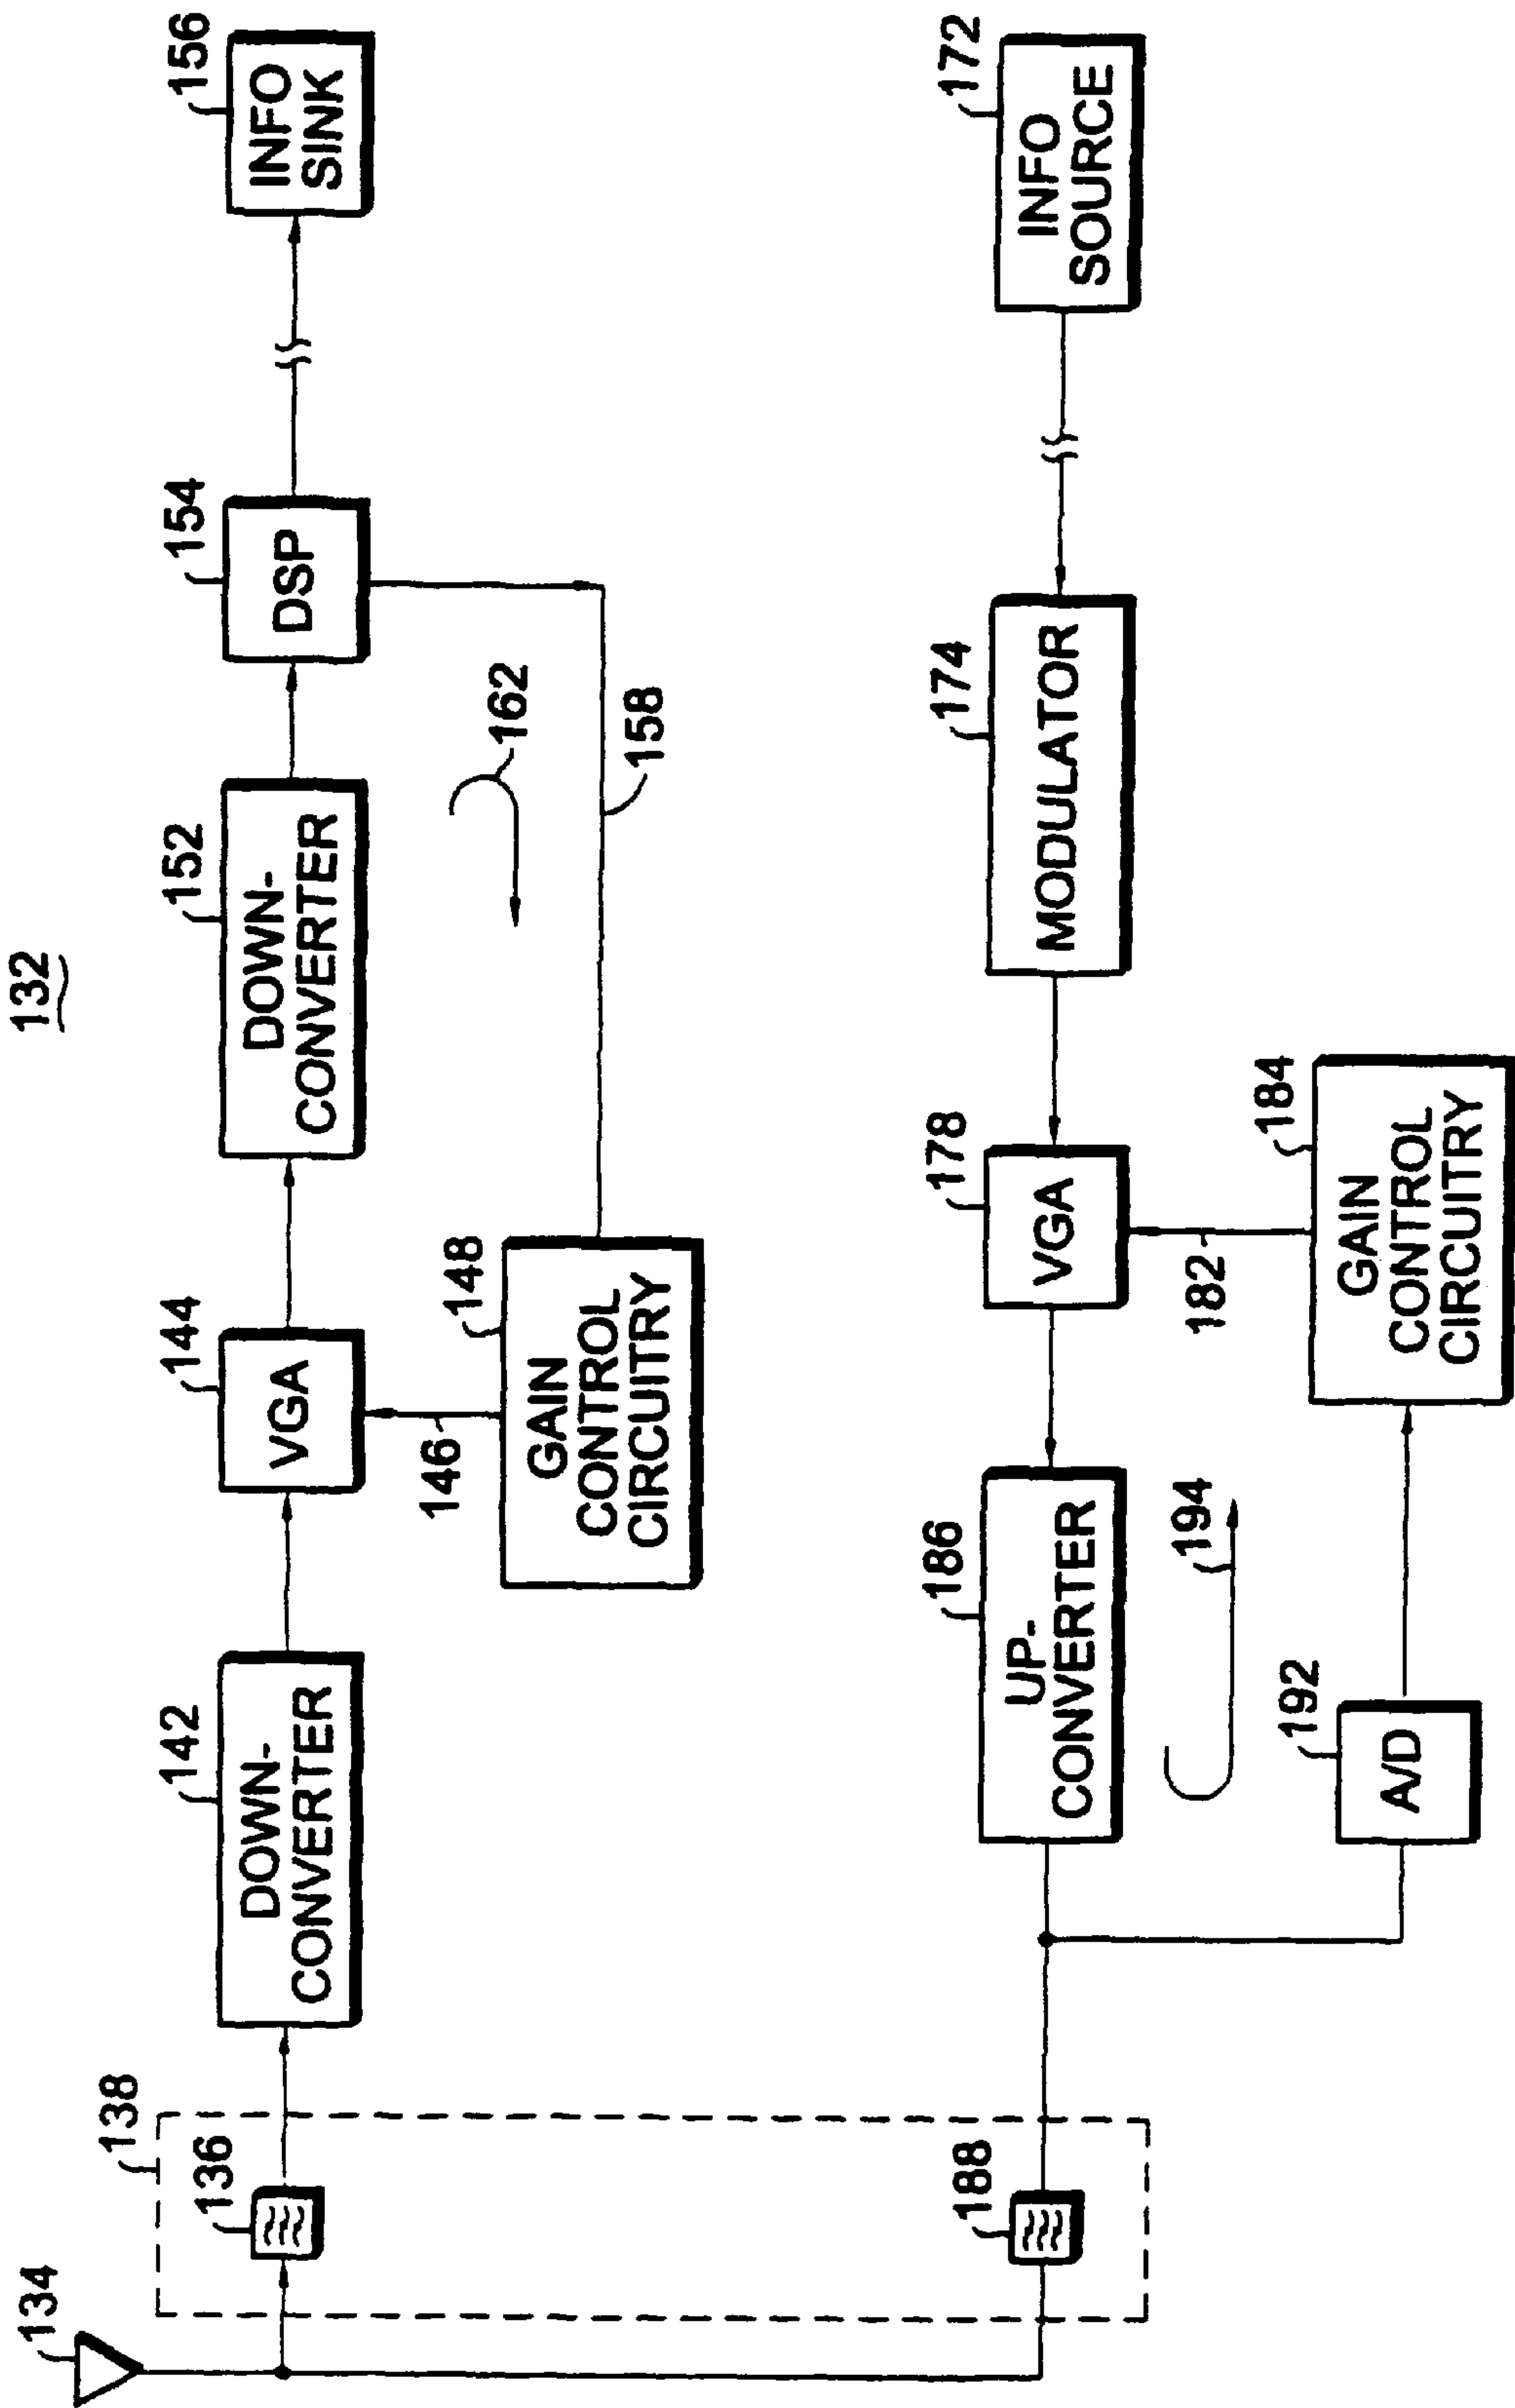 132
134
138
136
142
DOWN-
CONVERTER
144
VGA
146
148
GAIN
CONTROL
CIRCUITRY
152
DOWN-
CONVERTER
154
DSP
162
158
156
INFO
SINK
188
186
UP-
CONVERTER
194
192
A/D
178
VGA
182
184
GAIN
CONTROL
CIRCUITRY
174
MODULATOR
172
INFO
SOURCE